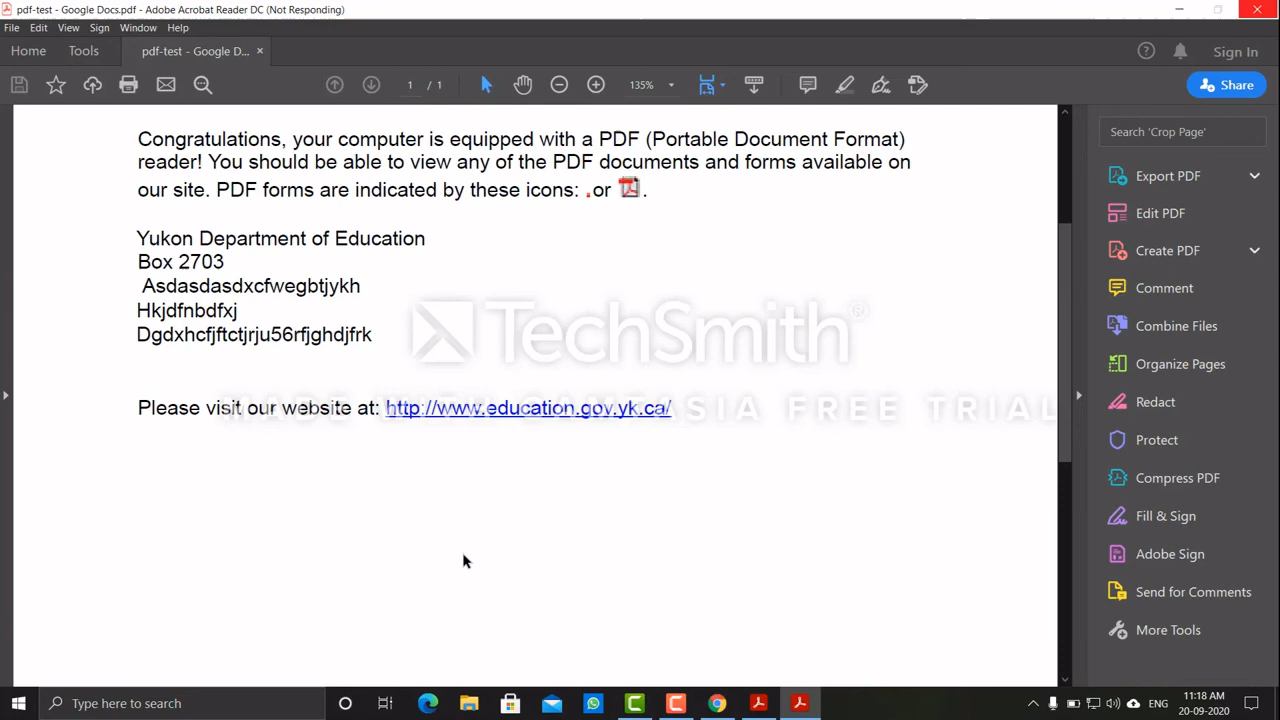 pdf-test - Google Docs.pdf - Adobe Acrobat Reader DC (Not Responding)
File Edit View Sign Window Help
Home Tools pdf-test - Google D... × Sign In
1 / 1 135% Share
Congratulations, your computer is equipped with a PDF (Portable Document Format)
reader! You should be able to view any of the PDF documents and forms available on
our site. PDF forms are indicated by these icons: .or .
Yukon Department of Education
Box 2703
Asdasdasdxcfwegbtjykh
Hkjdfnbdfxj
Dgdxhcfjftctjrju56rfjghdjfrk
TechSmith®
Please visit our website at: http://www.education.gov.yk.ca/
MADE WITH CAMTASIA FREE TRIAL
Search 'Crop Page'
Export PDF
Edit PDF
Create PDF
Comment
Combine Files
Organize Pages
Redact
Protect
Compress PDF
Fill & Sign
Adobe Sign
Send for Comments
More Tools
Type here to search
ENG
11:18 AM
20-09-2020